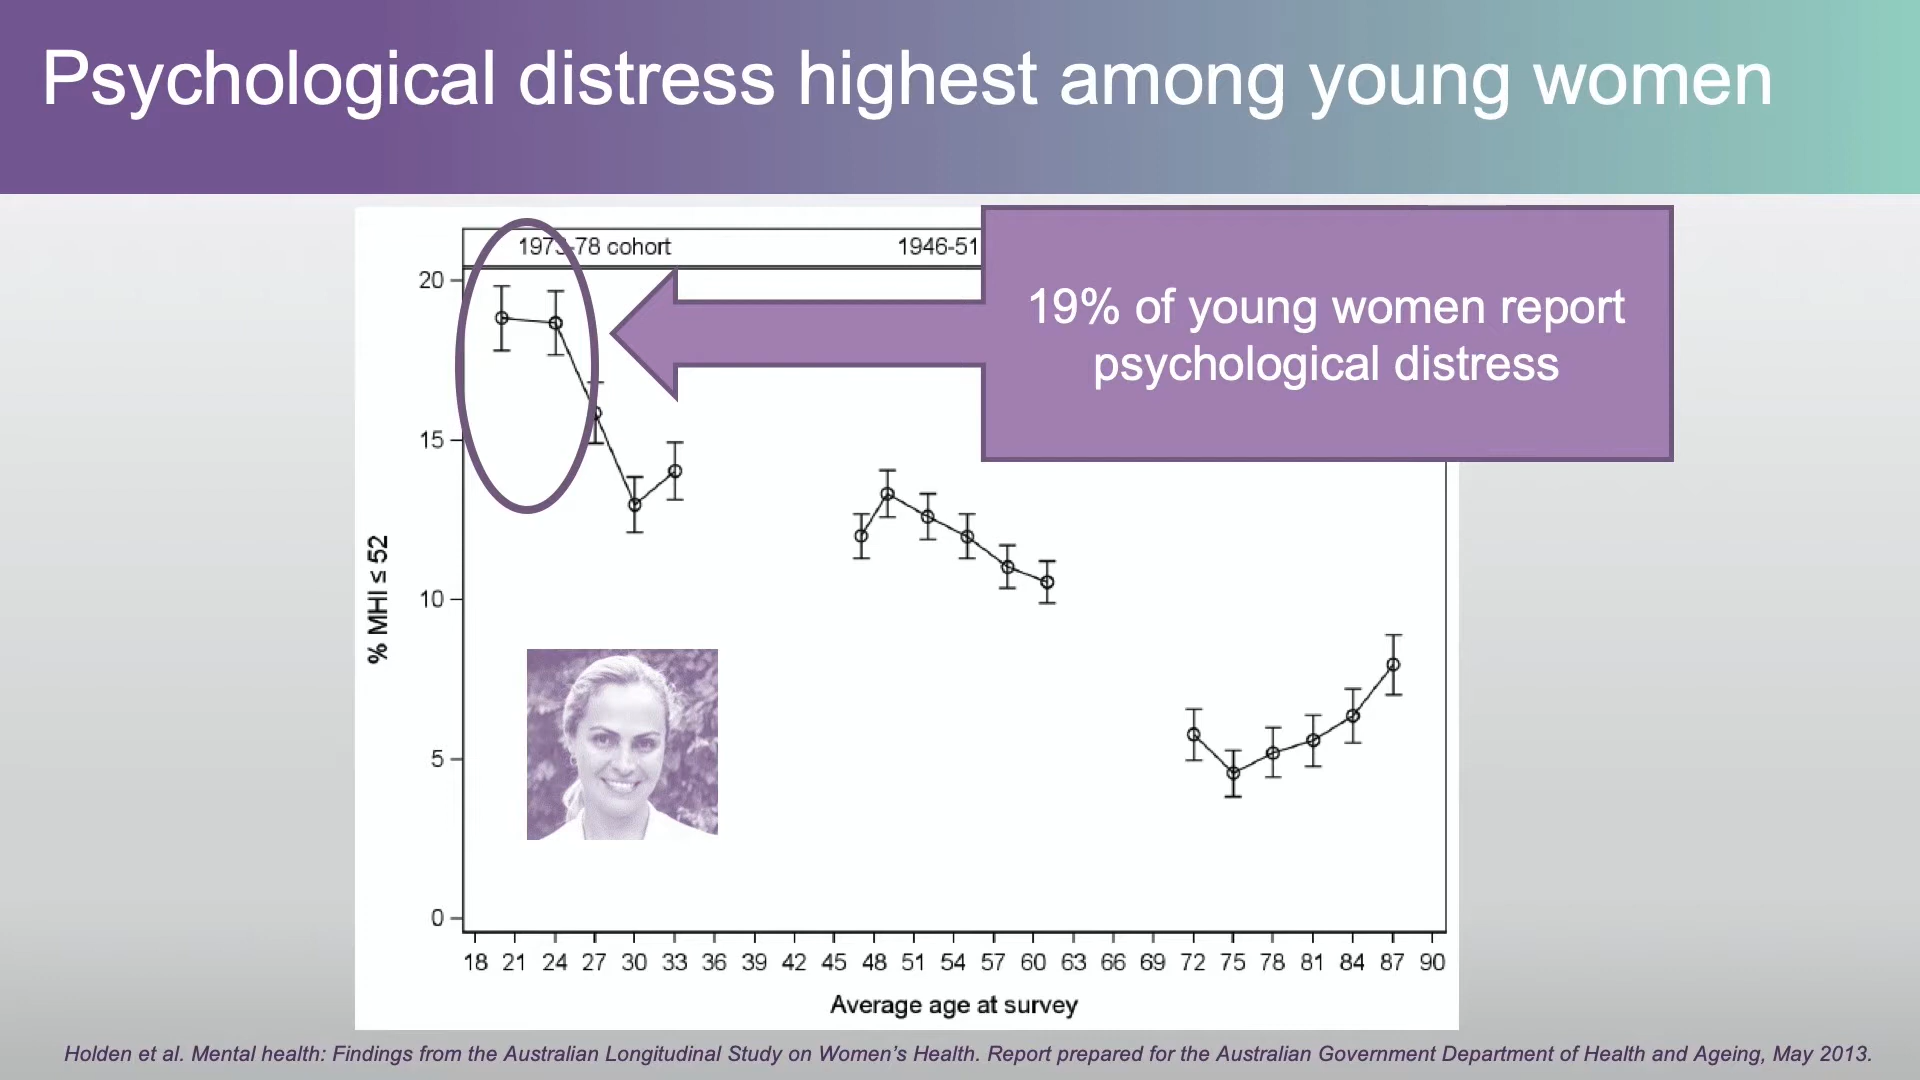 Psychological distress highest among young women
1973-78 cohort
1946-51
19% of young women report
psychological distress
20
15
10
5
0
% MHI ≤ 52
18 21 24 27 30 33 36 39 42 45 48 51 54 57 60 63 66 69 72 75 78 81 84 87 90
Average age at survey
Holden et al. Mental health: Findings from the Australian Longitudinal Study on Women's Health. Report prepared for the Australian Government Department of Health and Ageing, May 2013.